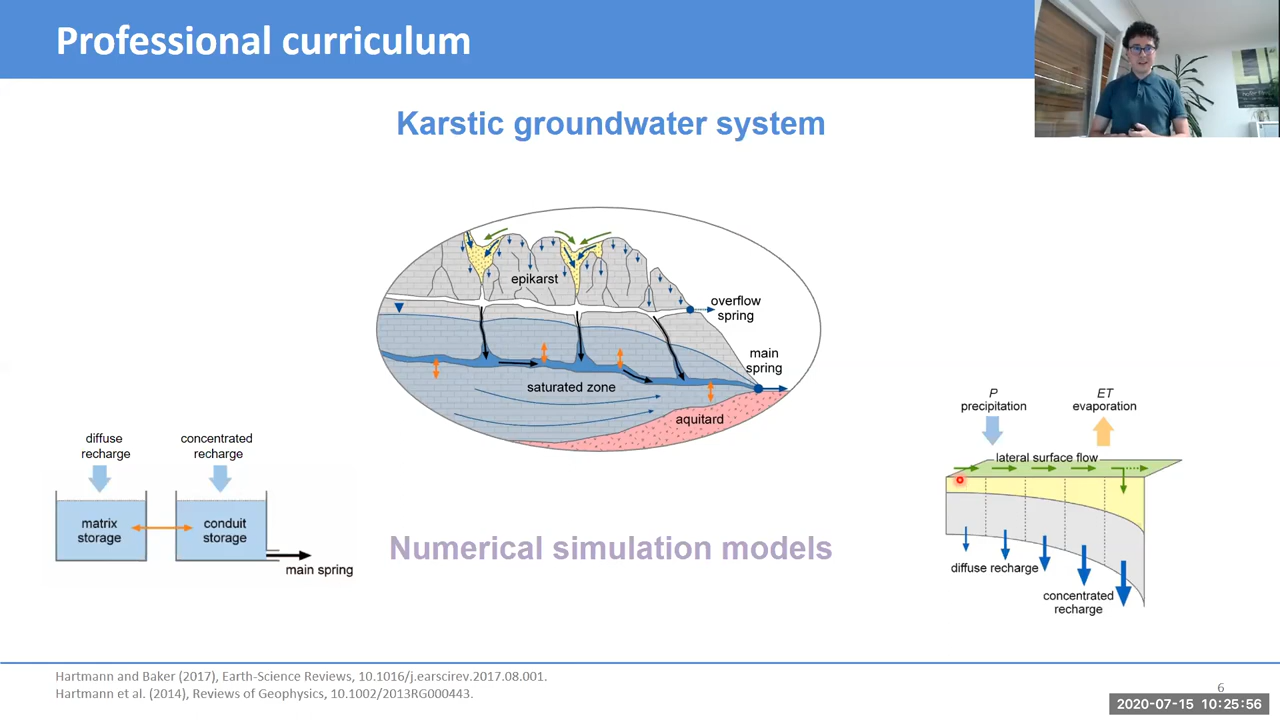 Professional curriculum
Karstic groundwater system
epikarst
overflow
spring
main
spring
saturated zone
aquitard
diffuse
recharge
concentrated
recharge
matrix
storage
conduit
storage
main spring
Numerical simulation models
P
precipitation
ET
evaporation
lateral surface flow
diffuse recharge
concentrated
recharge
Hartmann and Baker (2017), Earth-Science Reviews, 10.1016/j.earscirev.2017.08.001.
Hartmann et al. (2014), Reviews of Geophysics, 10.1002/2013RG000443.
6
2020-07-15 10:25:56